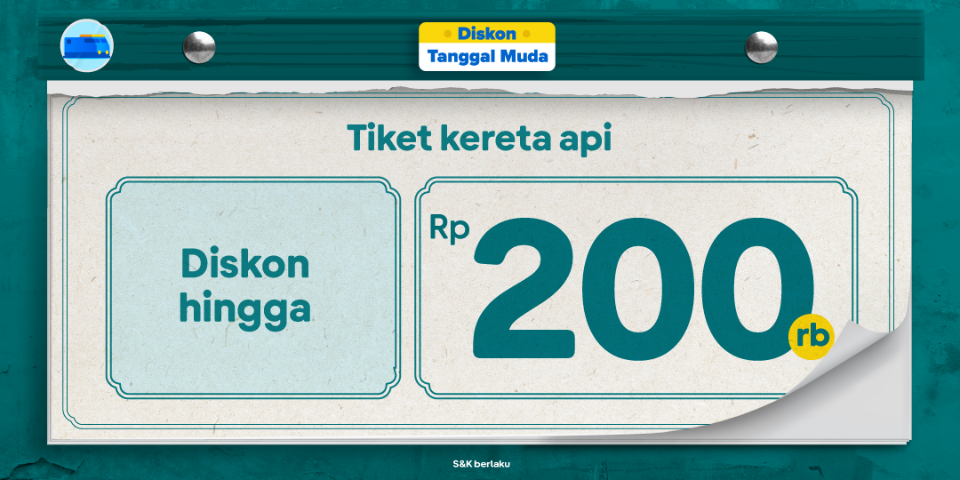 Diskon
Tanggal Muda
Tiket kereta api
Diskon
hingga
Rp 200 rb
S&K berlaku